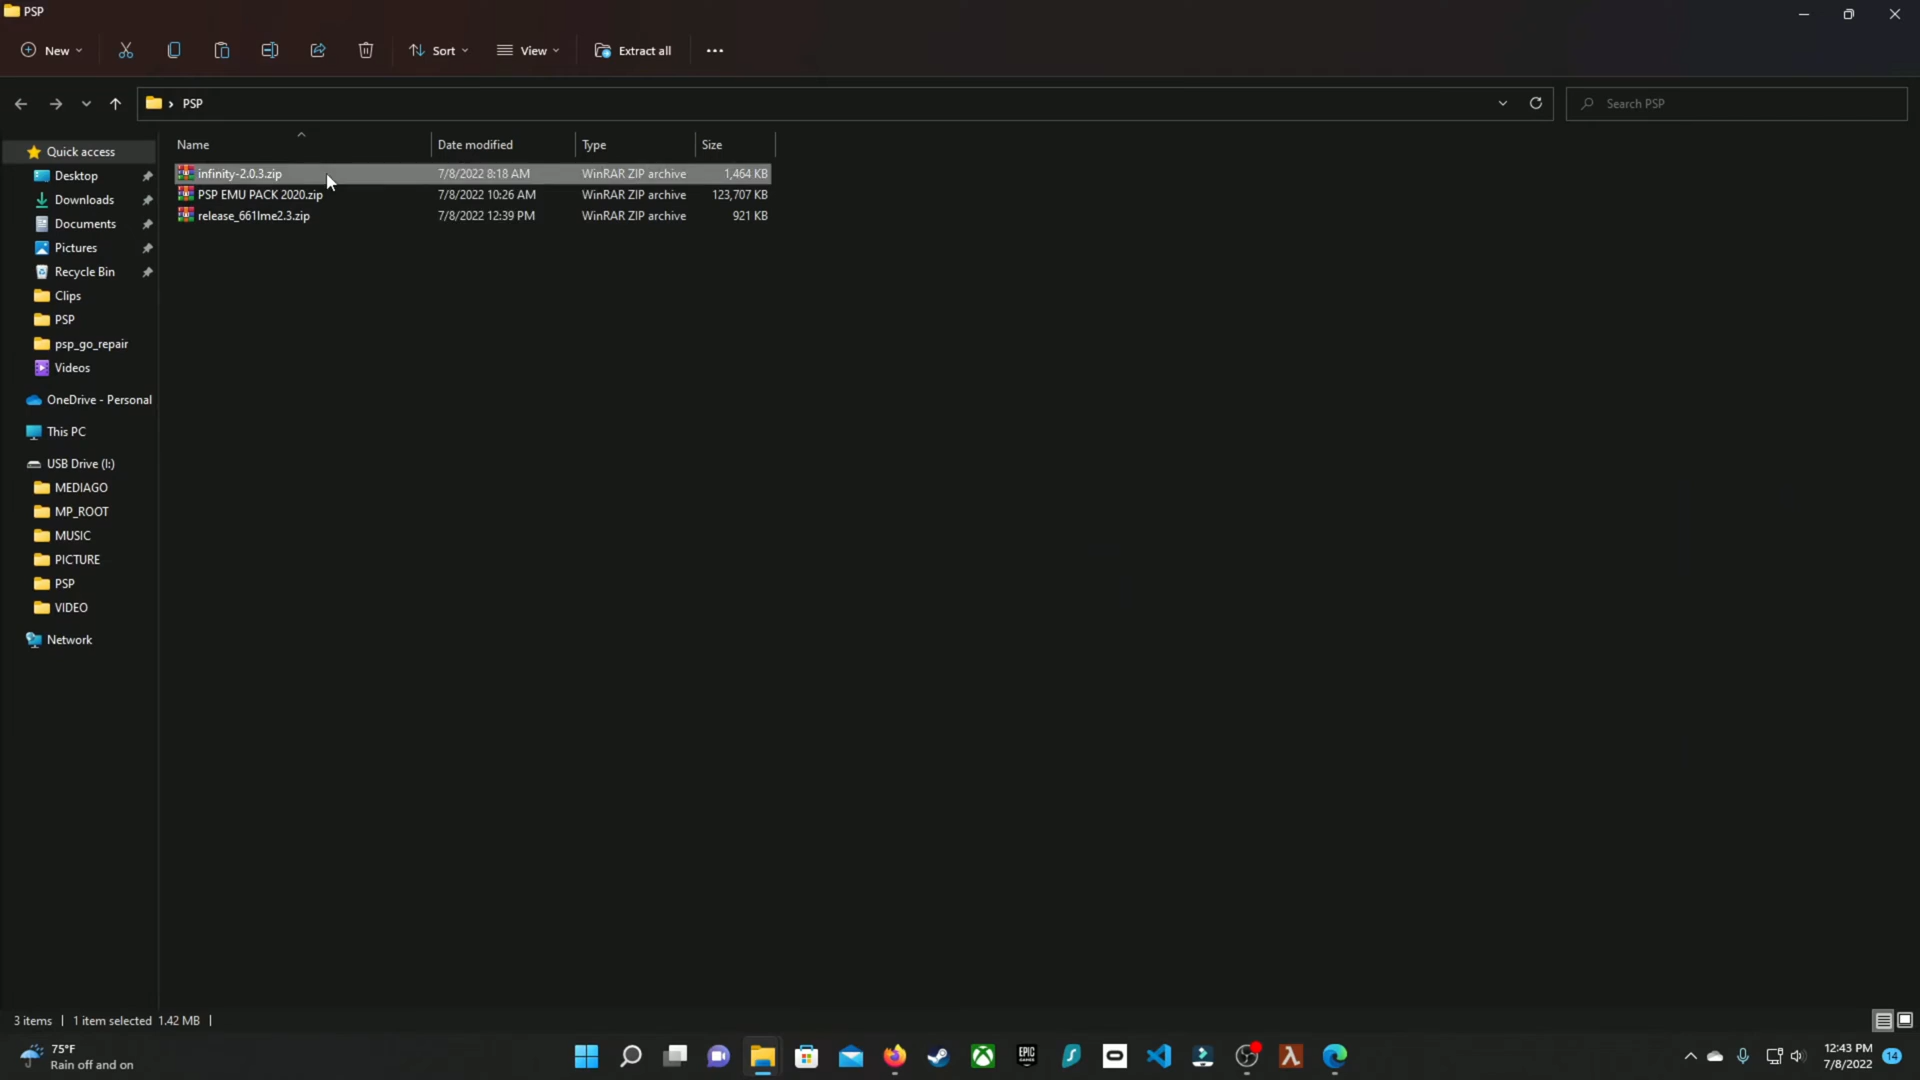 PSP
New
Sort
View
Extract all
PSP
Search PSP
Name
Date modified
Type
Size
infinity-2.0.3.zip 7/8/2022 8:18 AM WinRAR ZIP archive 1,464 KB
PSP EMU PACK 2020.zip 7/8/2022 10:26 AM WinRAR ZIP archive 123,707 KB
release_661lme2.3.zip 7/8/2022 12:39 PM WinRAR ZIP archive 921 KB
Quick access
Desktop
Downloads
Documents
Pictures
Recycle Bin
Clips
PSP
psp_go_repair
Videos
OneDrive - Personal
This PC
USB Drive (I:)
MEDIAGO
MP_ROOT
MUSIC
PICTURE
PSP
VIDEO
Network
3 items
1 item selected 1.42 MB
75°F
Rain off and on
EPIC
GAMES
12:43 PM
7/8/2022
14